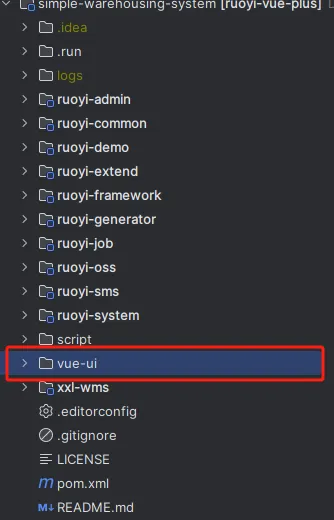 simple-warehousing-system [ruoyi-vue-plus]
.idea
.run
logs
ruoyi-admin
ruoyi-common
ruoyi-demo
ruoyi-extend
ruoyi-framework
ruoyi-generator
ruoyi-job
ruoyi-oss
ruoyi-sms
ruoyi-system
script
vue-ui
xxl-wms
.editorconfig
.gitignore
LICENSE
m pom.xml
M↓ README.md